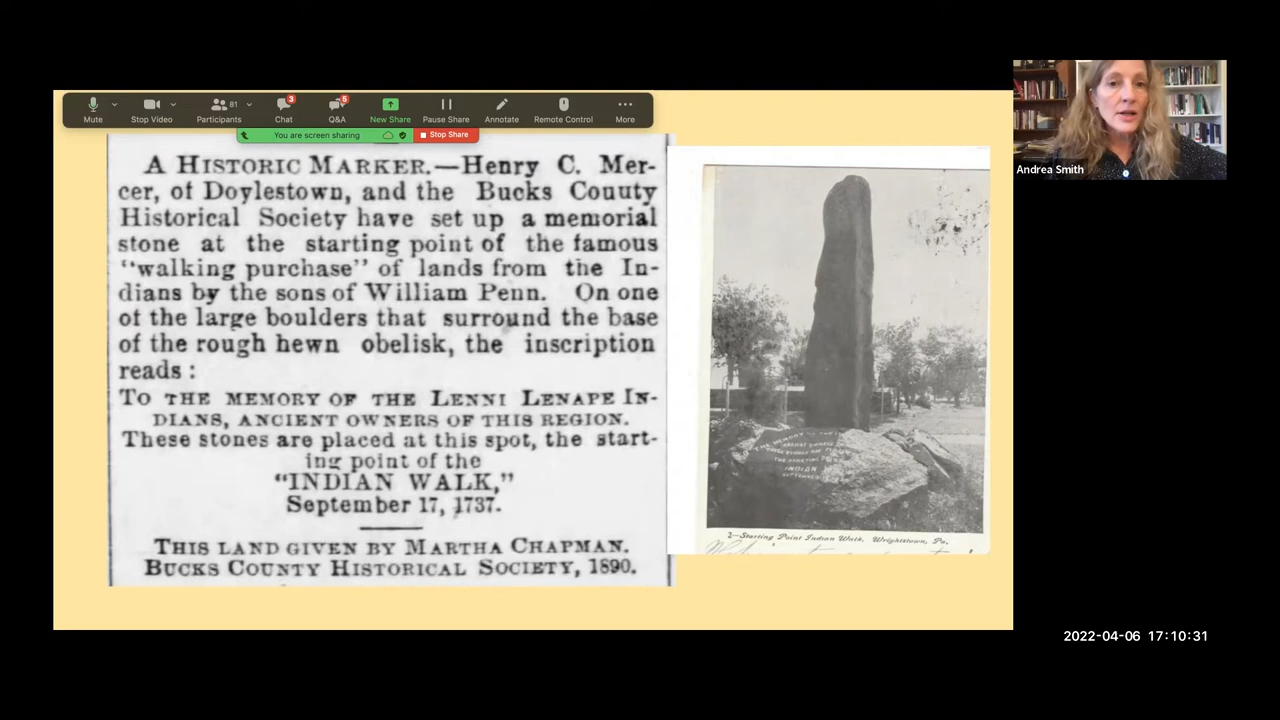 Mute
Stop Video
81
Participants
3
Chat
5
Q&A
New Share
Pause Share
Annotate
Remote Control
More
You are screen sharing
Stop Share
Andrea Smith
A HISTORIC MARKER.—Henry C. Mer-
cer, of Doylestown, and the Bucks County
Historical Society have set up a memorial
stone at the starting point of the famous
"walking purchase" of lands from the In-
dians by the sons of William Penn. On one
of the large boulders that surround the base
of the rough hewn obelisk, the inscription
reads:
TO THE MEMORY OF THE LENNI LENAPE IN-
DIANS, ANCIENT OWNERS OF THIS REGION.
These stones are placed at this spot, the start-
ing point of the
"INDIAN WALK,"
September 17, 1737.
THIS LAND GIVEN BY MARTHA CHAPMAN.
BUCKS COUNTY HISTORICAL SOCIETY, 1890.
THE MEMORY
INDIAN
2—Starting Point Indian Walk, Wrightstown, Pa.
2022-04-06 17:10:31